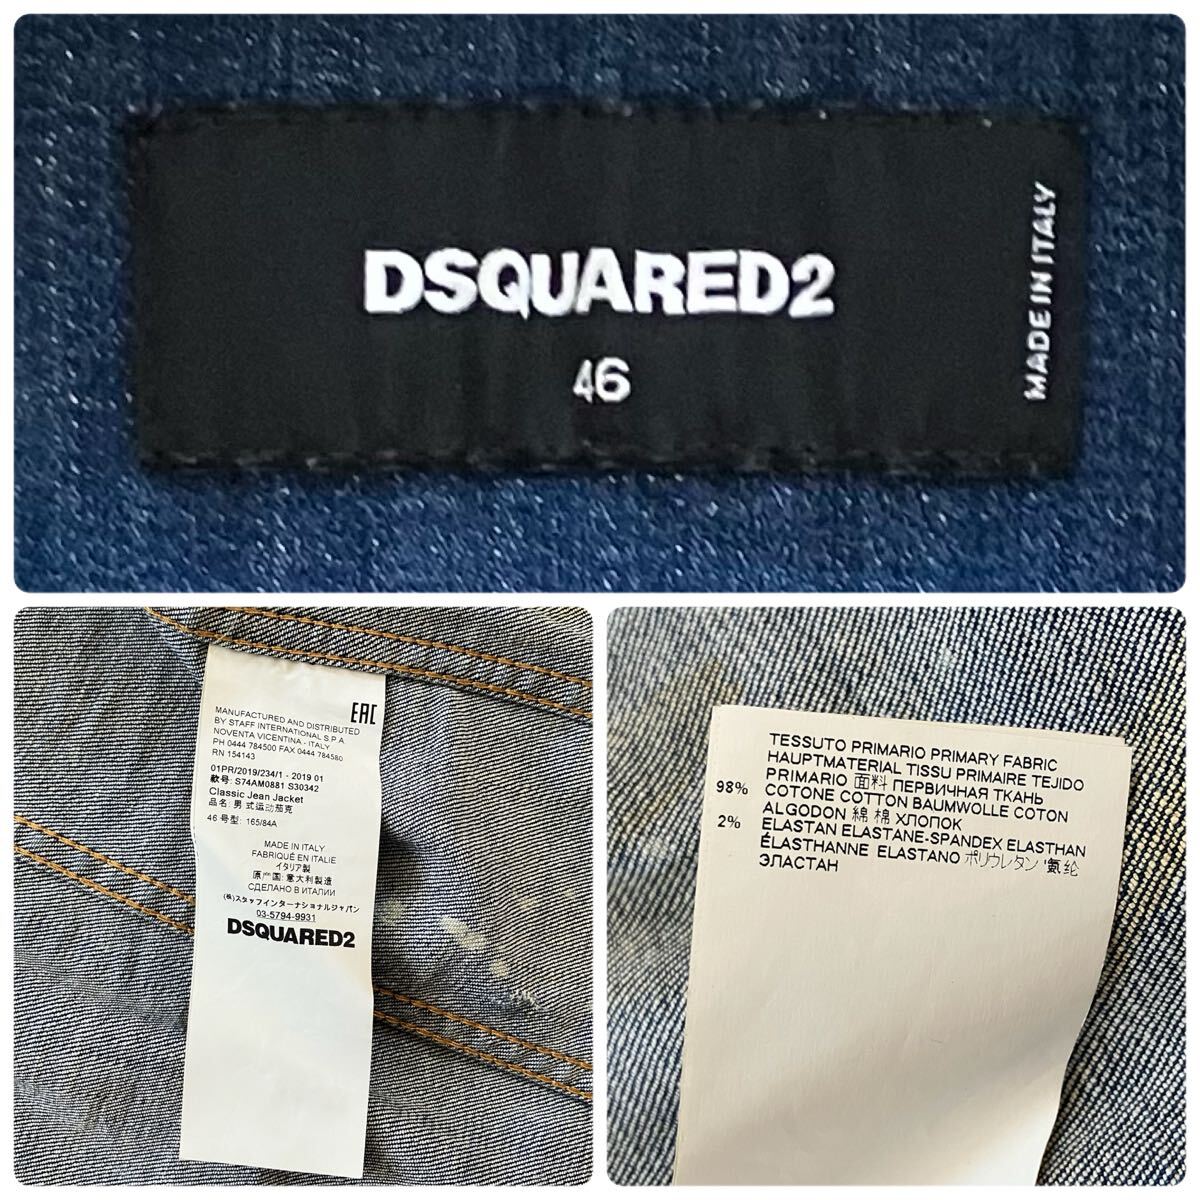 DSQUARED2
46
MADE IN ITALY
EAC
MANUFACTURED AND DISTRIBUTED
BY STAFF INTERNATIONAL S.P.A.
NOVENTA VICENTINA - ITALY
PH 0444 784500 FAX 0444 784580
RN 154143
01PR/2019/234/1 - 2019 01
款号: S74AM0881 S30342
Classic Jean Jacket
品名: 男式运动茄克
46 号型: 165/84A
MADE IN ITALY
FABRIQUÉ EN ITALIE
イタリア製
原产国: 意大利制造
СДЕЛАНО В ИТАЛИИ
(株)スタッフインターナショナルジャパン
03-5794-9931
DSQUARED2
TESSUTO PRIMARIO PRIMARY FABRIC
HAUPTMATERIAL TISSU PRIMAIRE TEJIDO
PRIMARIO 面料 ПЕРВИЧНАЯ ТКАНЬ
98% COTONE COTTON BAUMWOLLE COTON
ALGODON 綿 棉 ХЛОПОК
2% ELASTAN ELASTANE-SPANDEX ELASTHAN
ÉLASTHANNE ELASTANO ポリウレタン 氨纶
ЭЛАСТАН